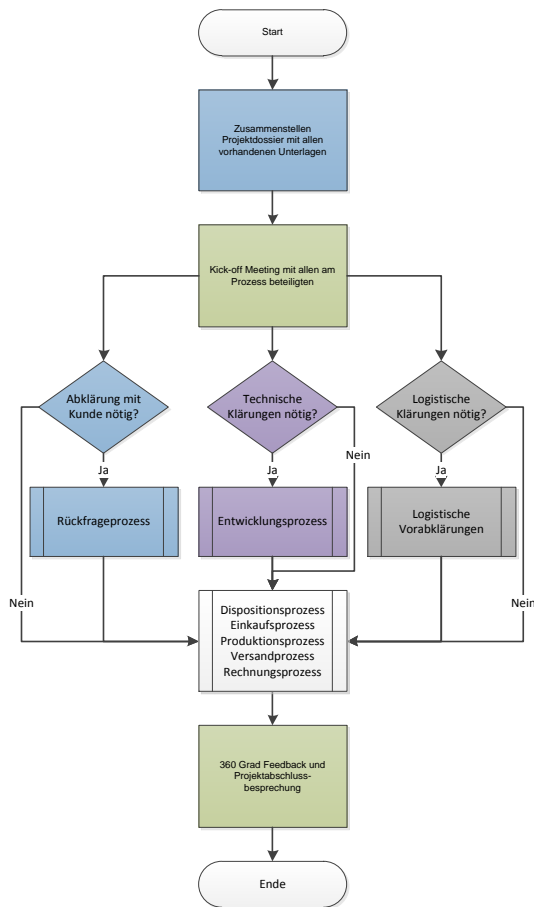 Start
Zusammenstellen
Projektdossier mit allen
vorhandenen Unterlagen
Kick-off Meeting mit allen am
Prozess beteiligten
Abklärung mit
Kunde nötig?
Technische
Klärungen nötig?
Logistische
Klärungen nötig?
Nein
Ja
Ja
Ja
Rückfrageprozess
Entwicklungsprozess
Logistische
Vorabklärungen
Nein
Nein
Dispositionsprozess
Einkaufsprozess
Produktionsprozess
Versandprozess
Rechnungsprozess
360 Grad Feedback und
Projektabschluss-
besprechung
Ende